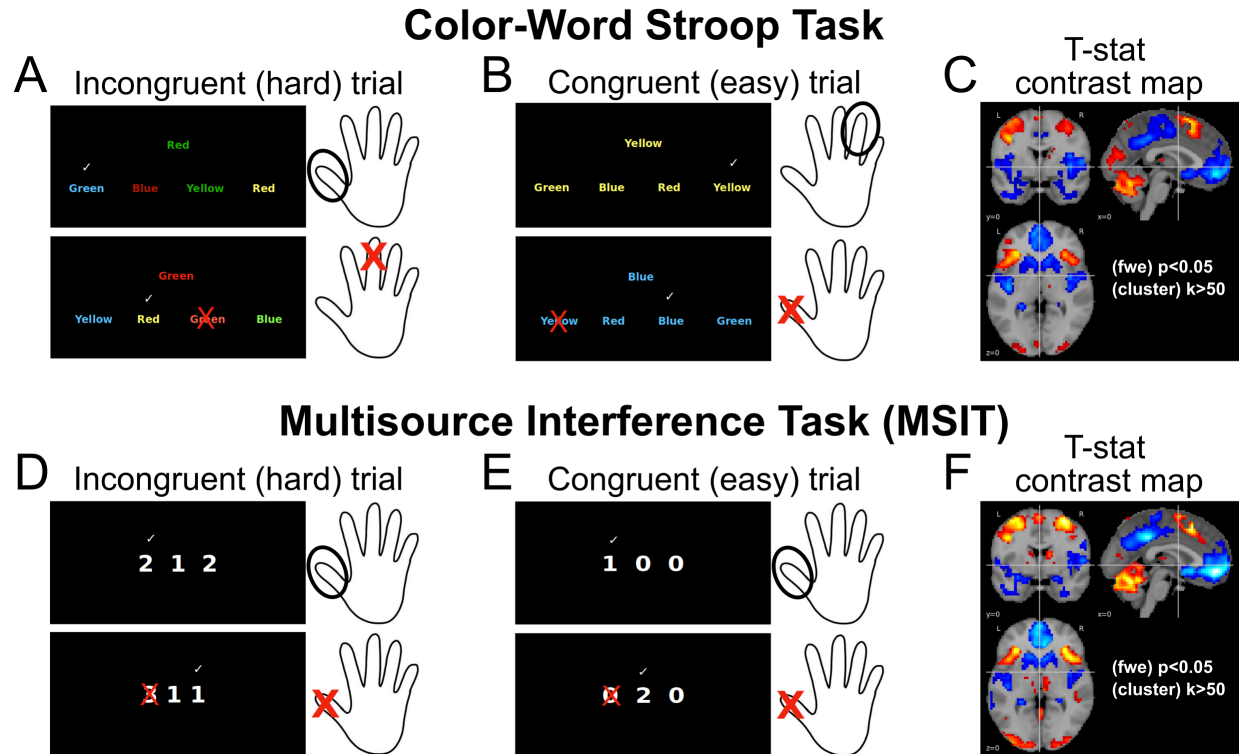 Color-Word Stroop Task
A Incongruent (hard) trial
Red
Green Blue Yellow Red
Green
Yellow Red Green Blue
B Congruent (easy) trial
Yellow
Green Blue Red Yellow
Blue
Yellow Red Blue Green
C T-stat
contrast map
L R
y=0 x=0
L R
z=0
(fwe) p<0.05
(cluster) k>50
Multisource Interference Task (MSIT)
D Incongruent (hard) trial
2 1 2
3 1 1
E Congruent (easy) trial
1 0 0
0 2 0
F T-stat
contrast map
L R
y=0 x=0
L R
z=0
(fwe) p<0.05
(cluster) k>50